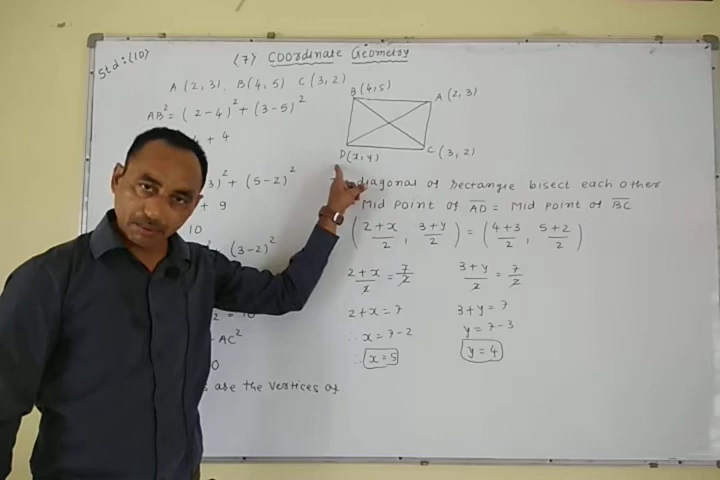 Std:(10)
(7) Coordinate Geometry
A(2,3). B(4,5) C(3,2)
AB² = (2-4)² + (3-5)²
+ 4
3)² + (5-2)²
+ 9
10
+ (3-2)²
= 10
AC²
0
are the vertices of
B(4,5)
A(2,3)
D(x,y)
C(3,2)
diagonal of rectangle bisect each other
Mid point of A̅D̅ = Mid point of B̅C̅
(2+x/2, 3+y/2) = (4+3/2, 5+2/2)
2+x/2 = 7/2
3+y/2 = 7/2
2+x=7
3+y=7
∴ x=7-2
y=7-3
∴ x=5
y=4